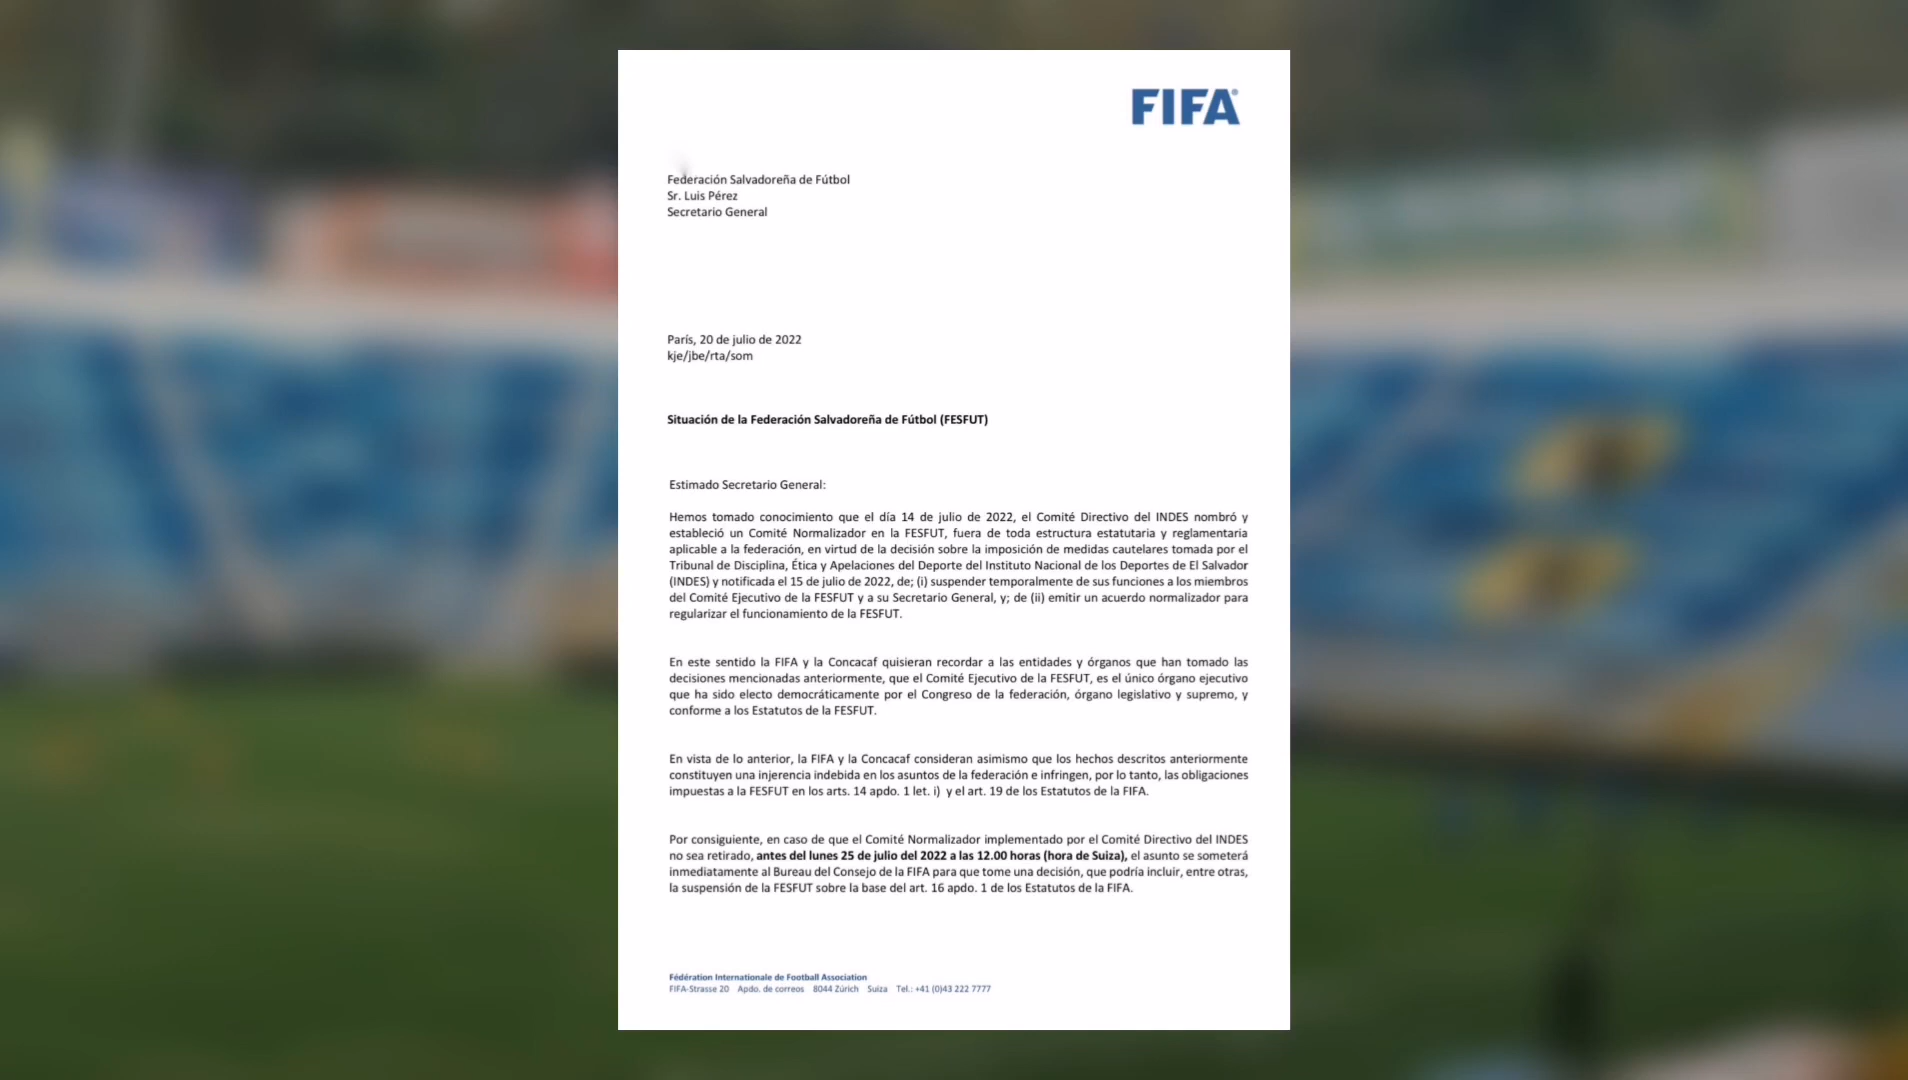 FIFA®
Federación Salvadoreña de Fútbol
Sr. Luis Pérez
Secretario General
París, 20 de julio de 2022
kje/jbe/rta/som
Situación de la Federación Salvadoreña de Fútbol (FESFUT)
Estimado Secretario General:
Hemos tomado conocimiento que el día 14 de julio de 2022, el Comité Directivo del INDES nombró y
estableció un Comité Normalizador en la FESFUT, fuera de toda estructura estatutaria y reglamentaria
aplicable a la federación, en virtud de la decisión sobre la imposición de medidas cautelares tomada por el
Tribunal de Disciplina, Ética y Apelaciones del Deporte del Instituto Nacional de los Deportes de El Salvador
(INDES) y notificada el 15 de julio de 2022, de; (i) suspender temporalmente de sus funciones a los miembros
del Comité Ejecutivo de la FESFUT y a su Secretario General, y; de (ii) emitir un acuerdo normalizador para
regularizar el funcionamiento de la FESFUT.
En este sentido la FIFA y la Concacaf quisieran recordar a las entidades y órganos que han tomado las
decisiones mencionadas anteriormente, que el Comité Ejecutivo de la FESFUT, es el único órgano ejecutivo
que ha sido electo democráticamente por el Congreso de la federación, órgano legislativo y supremo, y
conforme a los Estatutos de la FESFUT.
En vista de lo anterior, la FIFA y la Concacaf consideran asimismo que los hechos descritos anteriormente
constituyen una injerencia indebida en los asuntos de la federación e infringen, por lo tanto, las obligaciones
impuestas a la FESFUT en los arts. 14 apdo. 1 let. i) y el art. 19 de los Estatutos de la FIFA.
Por consiguiente, en caso de que el Comité Normalizador implementado por el Comité Directivo del INDES
no sea retirado, antes del lunes 25 de julio del 2022 a las 12.00 horas (hora de Suiza), el asunto se someterá
inmediatamente al Bureau del Consejo de la FIFA para que tome una decisión, que podría incluir, entre otras,
la suspensión de la FESFUT sobre la base del art. 16 apdo. 1 de los Estatutos de la FIFA.
Fédération Internationale de Football Association
FIFA-Strasse 20 Apdo. de correos 8044 Zúrich Suiza Tel.: +41 (0)43 222 7777